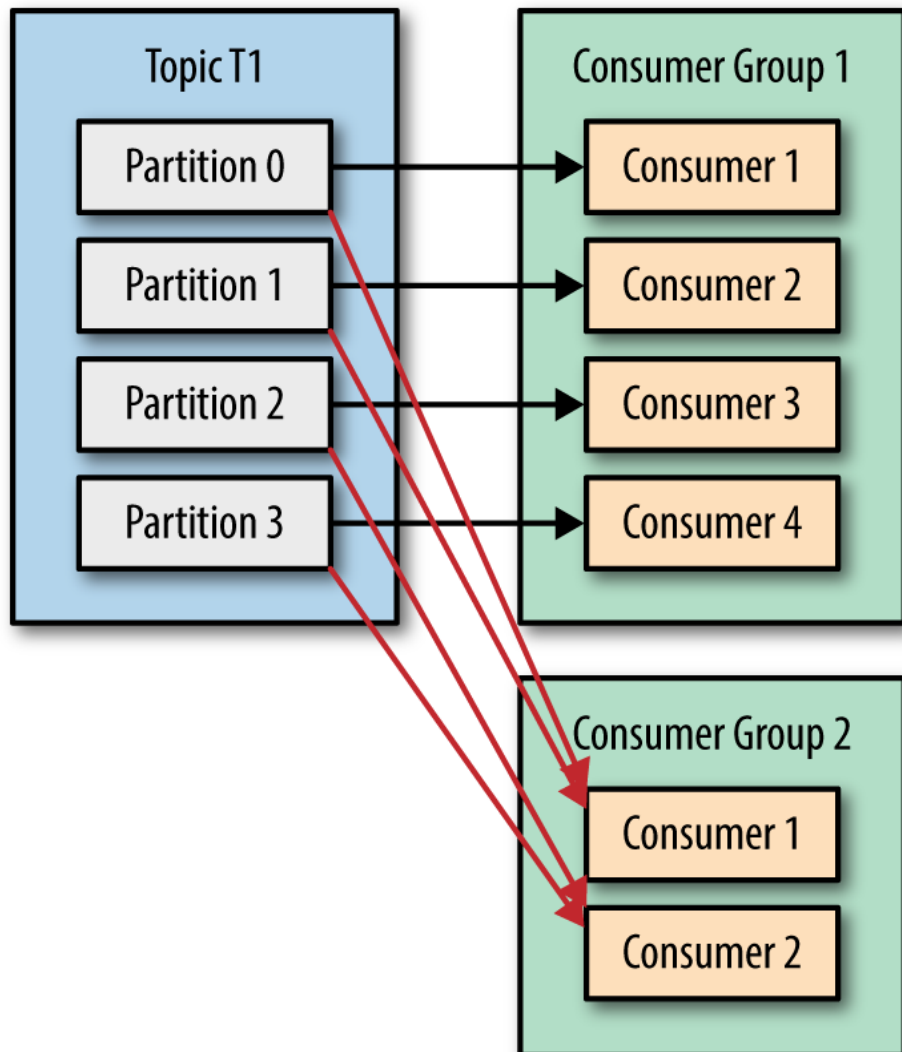 Topic T1
Partition 0
Partition 1
Partition 2
Partition 3
Consumer Group 1
Consumer 1
Consumer 2
Consumer 3
Consumer 4
Consumer Group 2
Consumer 1
Consumer 2